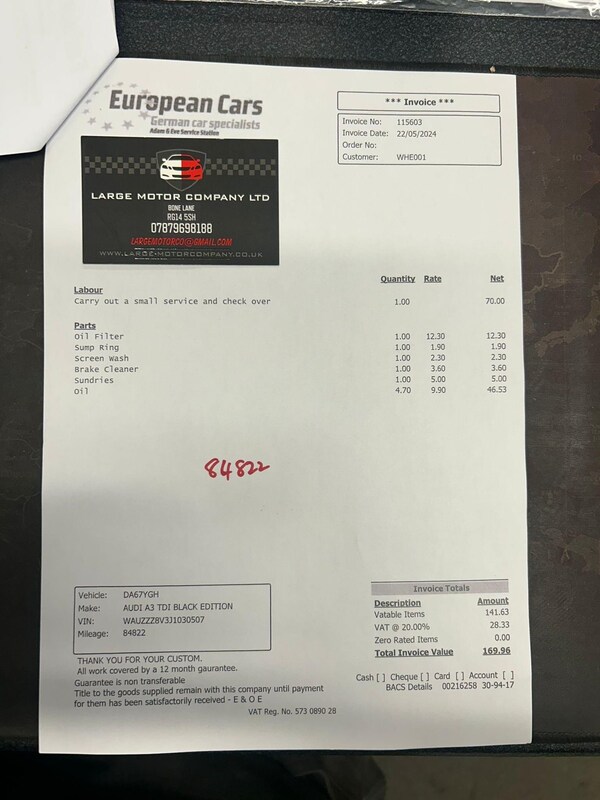 European Cars
German car specialists
Adam & Eve Service Station
*** Invoice ***
Invoice No: 115603
Invoice Date: 22/05/2024
Order No:
Customer: WHE001
LARGE MOTOR COMPANY LTD
BONE LANE
RG14 5SH
07879698188
LARGEMOTORCO@GMAIL.COM
WWW.LARGE-MOTORCOMPANY.CO.UK
Quantity Rate Net
Labour
Carry out a small service and check over 1.00 70.00
Parts
Oil Filter 1.00 12.30 12.30
Sump Ring 1.00 1.90 1.90
Screen Wash 1.00 2.30 2.30
Brake Cleaner 1.00 3.60 3.60
Sundries 1.00 5.00 5.00
Oil 4.70 9.90 46.53
84822
Vehicle: DA67YGH
Make: AUDI A3 TDI BLACK EDITION
VIN: WAUZZZ8V3J1030507
Mileage: 84822
Invoice Totals
Description Amount
Vatable Items 141.63
VAT @ 20.00% 28.33
Zero Rated Items 0.00
Total Invoice Value 169.96
THANK YOU FOR YOUR CUSTOM.
All work covered by a 12 month gaurantee.
Guarantee is non transferable
Title to the goods supplied remain with this company until payment
for them has been satisfactorily received - E & O E
Cash [ ] Cheque [ ] Card [ ] Account [ ]
BACS Details 00216258 30-94-17
VAT Reg. No. 573 0890 28